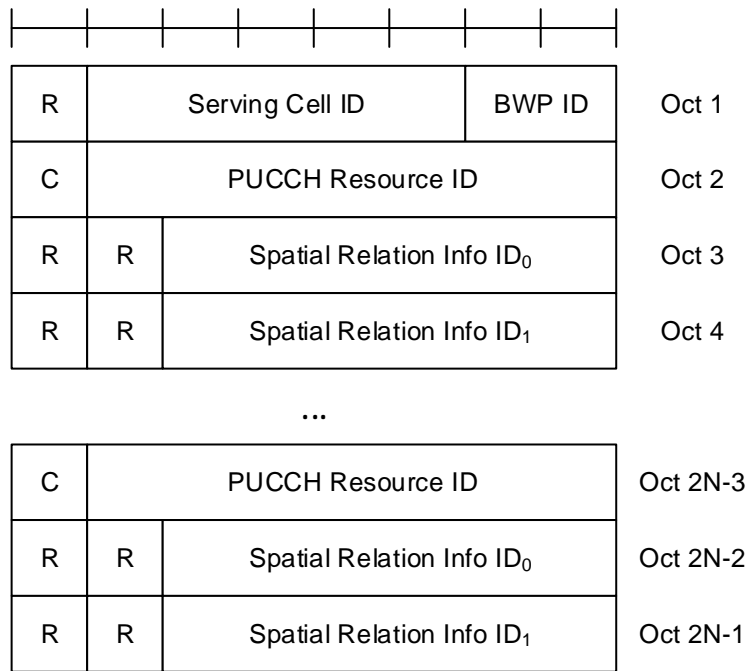 R Serving Cell ID BWP ID Oct 1
C PUCCH Resource ID Oct 2
R R Spatial Relation Info ID₀ Oct 3
R R Spatial Relation Info ID₁ Oct 4
...
C PUCCH Resource ID Oct 2N-3
R R Spatial Relation Info ID₀ Oct 2N-2
R R Spatial Relation Info ID₁ Oct 2N-1